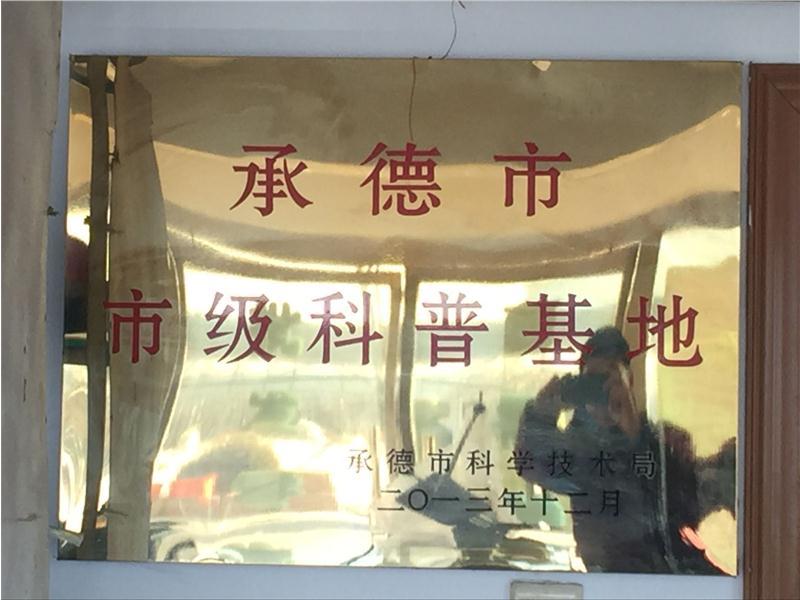 承德市
市级科普基地
承德市科学技术局
二〇一三年十二月